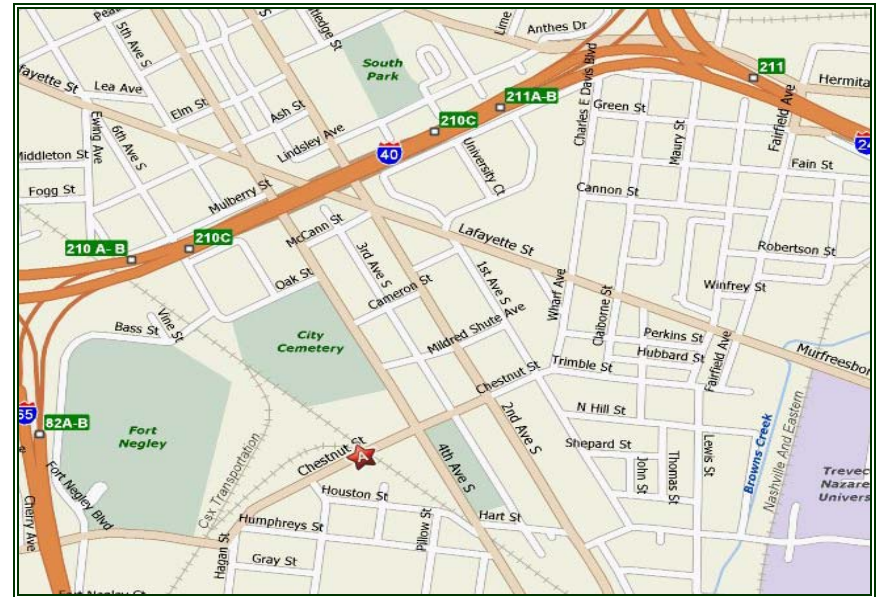 Lime
Anthes Dr
5th Ave S
South
Park
Charles E Davis Blvd
211
Hermita
Lafayette St
Lea Ave
Elm St
Ash St
211A-B
Green St
Fairfield Ave
Ewing Ave
6th Ave S
Lindsley Ave
210C
40
University Ct
Maury St
24
Middleton St
Fain St
Fogg St
Mulberry St
Cannon St
McCann St
Lafayette St
210 A- B
210C
3rd Ave S
Robertson St
Oak St
Cameron St
1st Ave S
Wharf Ave
Winfrey St
Bass St
Vine St
City
Cemetery
Mildred Shute Ave
Claiborne St
Perkins St
Hubbard St
Murfreesbor
Trimble St
Fairfield Ave
Chestnut St
65
82A-B
Fort
Negley
N Hill St
2nd Ave S
Chestnut St
A
4th Ave S
Shepard St
John St
Thomas St
Lewis St
Browns Creek
Nashville And Eastern
Trevec
Nazare
Univers
Csx Transportation
Fort Negley Blvd
Cherry Ave
Houston St
Humphreys St
Hart St
Pillow St
Hagan St
Gray St
Fort Negley Ct